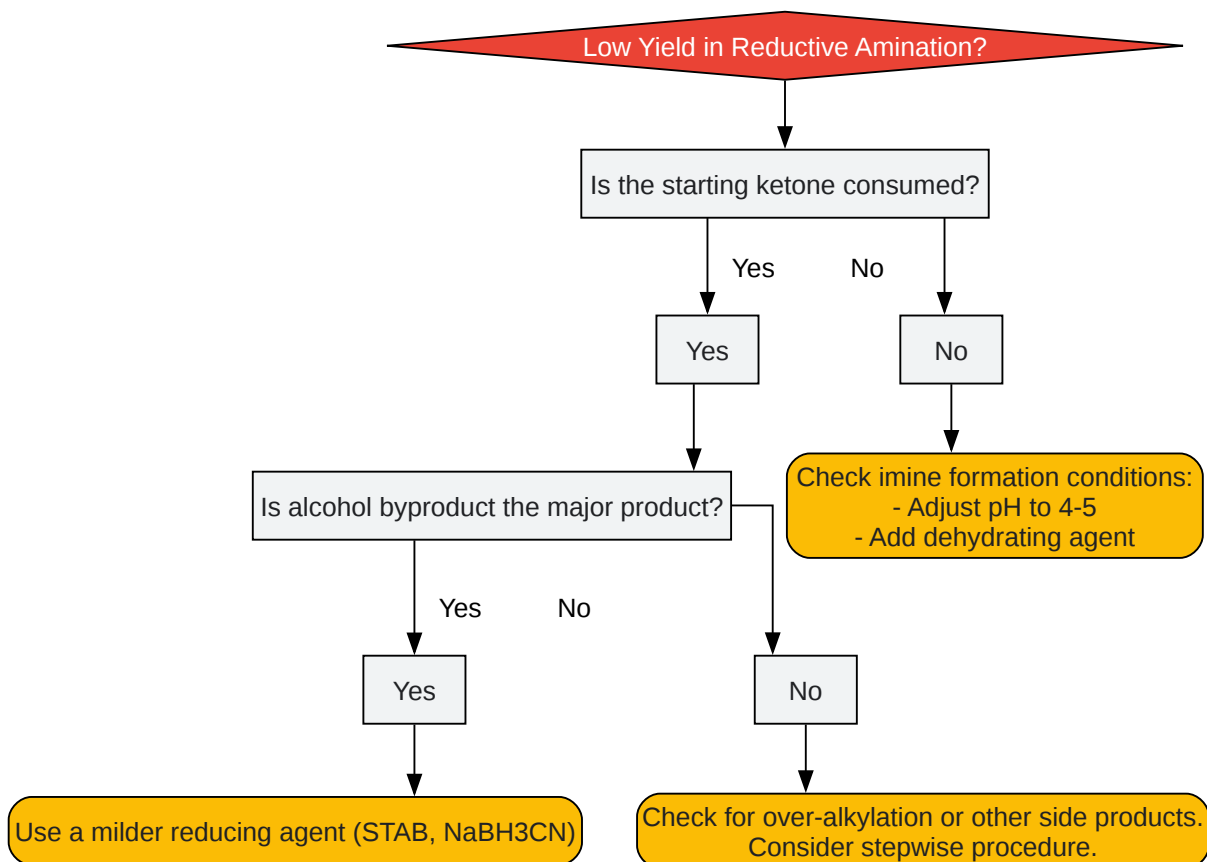 Low Yield in Reductive Amination?
Is the starting ketone consumed?
Yes
No
Yes
No
Is alcohol byproduct the major product?
Check imine formation conditions:
- Adjust pH to 4-5
- Add dehydrating agent
Yes
No
Yes
No
Use a milder reducing agent (STAB, NaBH3CN)
Check for over-alkylation or other side products.
Consider stepwise procedure.